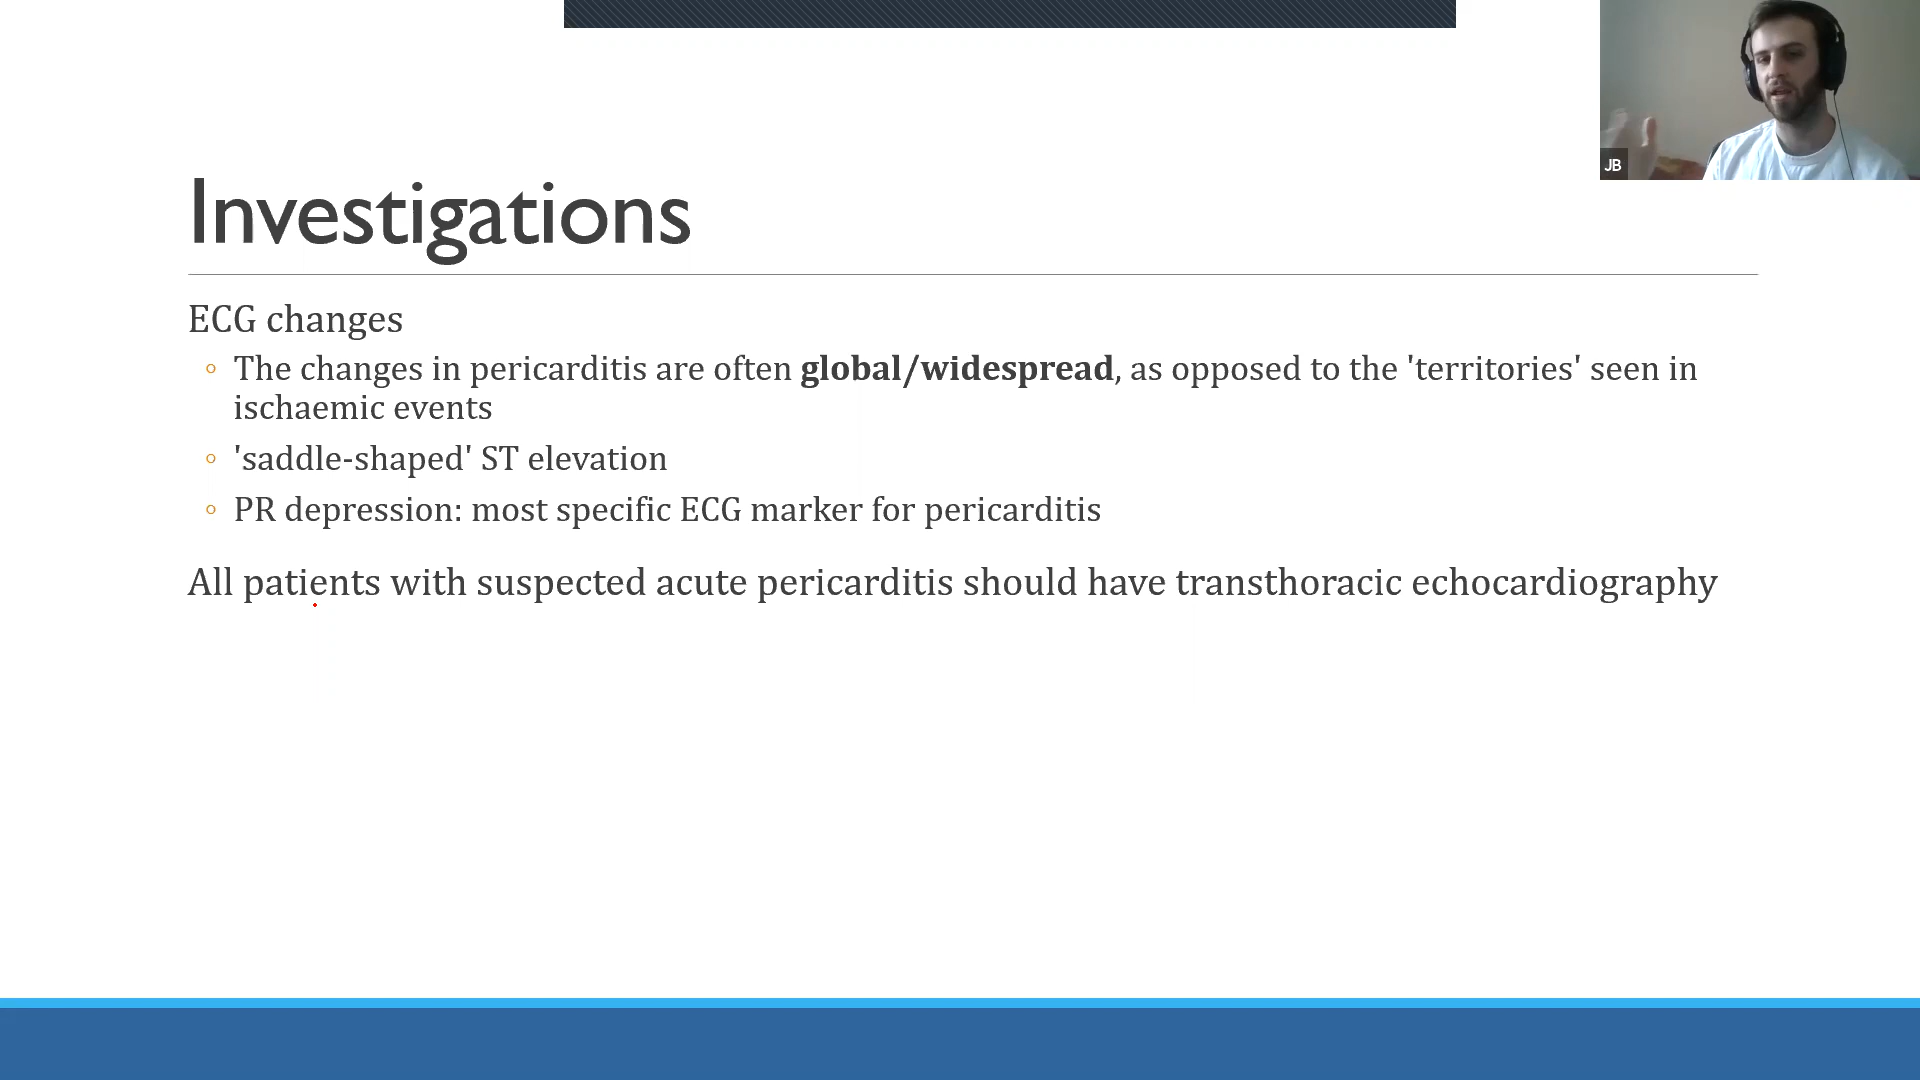 JB
Investigations
ECG changes
◦ The changes in pericarditis are often global/widespread, as opposed to the 'territories' seen in
ischaemic events
◦ 'saddle-shaped' ST elevation
◦ PR depression: most specific ECG marker for pericarditis
All patients with suspected acute pericarditis should have transthoracic echocardiography